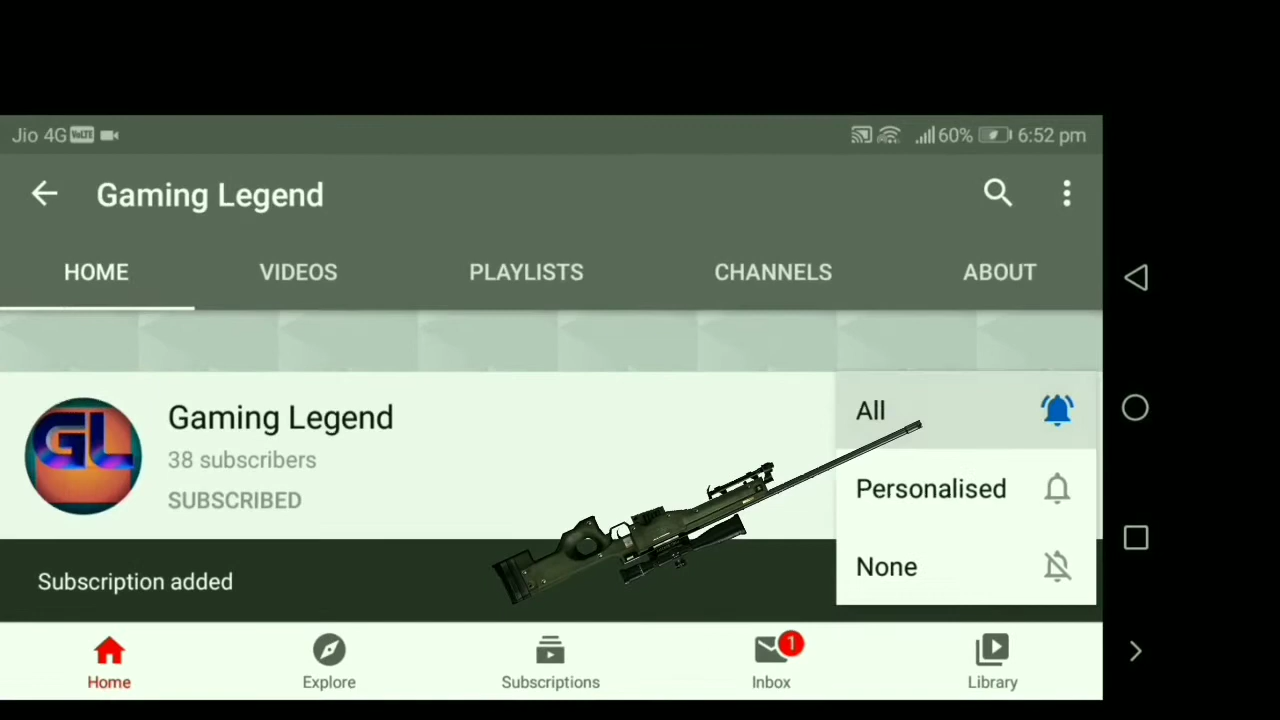 Jio 4G VoLTE 60% 6:52 pm
Gaming Legend
HOME VIDEOS PLAYLISTS CHANNELS ABOUT
GL
Gaming Legend
38 subscribers
SUBSCRIBED
All
Personalised
None
Subscription added
Home Explore Subscriptions Inbox 1 Library